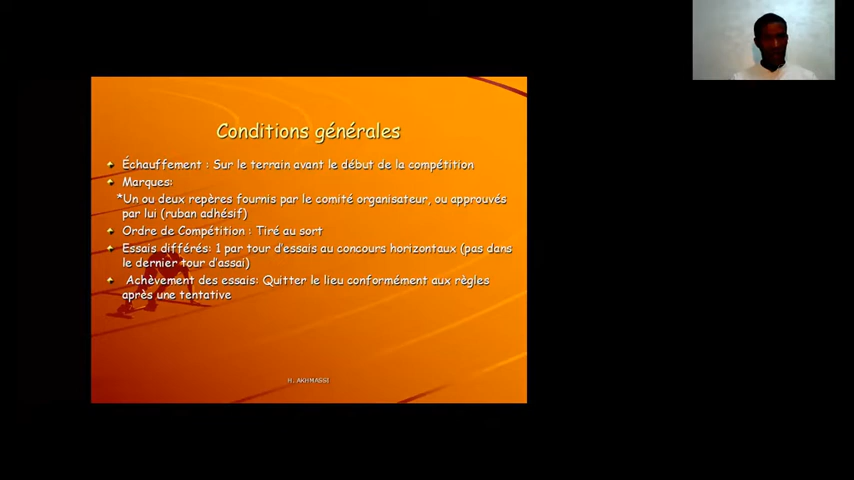 Conditions générales
Échauffement : Sur le terrain avant le début de la compétition
Marques:
*Un ou deux repères fournis par le comité organisateur, ou approuvés
par lui (ruban adhésif)
Ordre de Compétition : Tiré au sort
Essais différés: 1 par tour d'essais au concours horizontaux (pas dans
le dernier tour d'assai)
Achèvement des essais: Quitter le lieu conformément aux règles
après une tentative
H. AKHMASSI